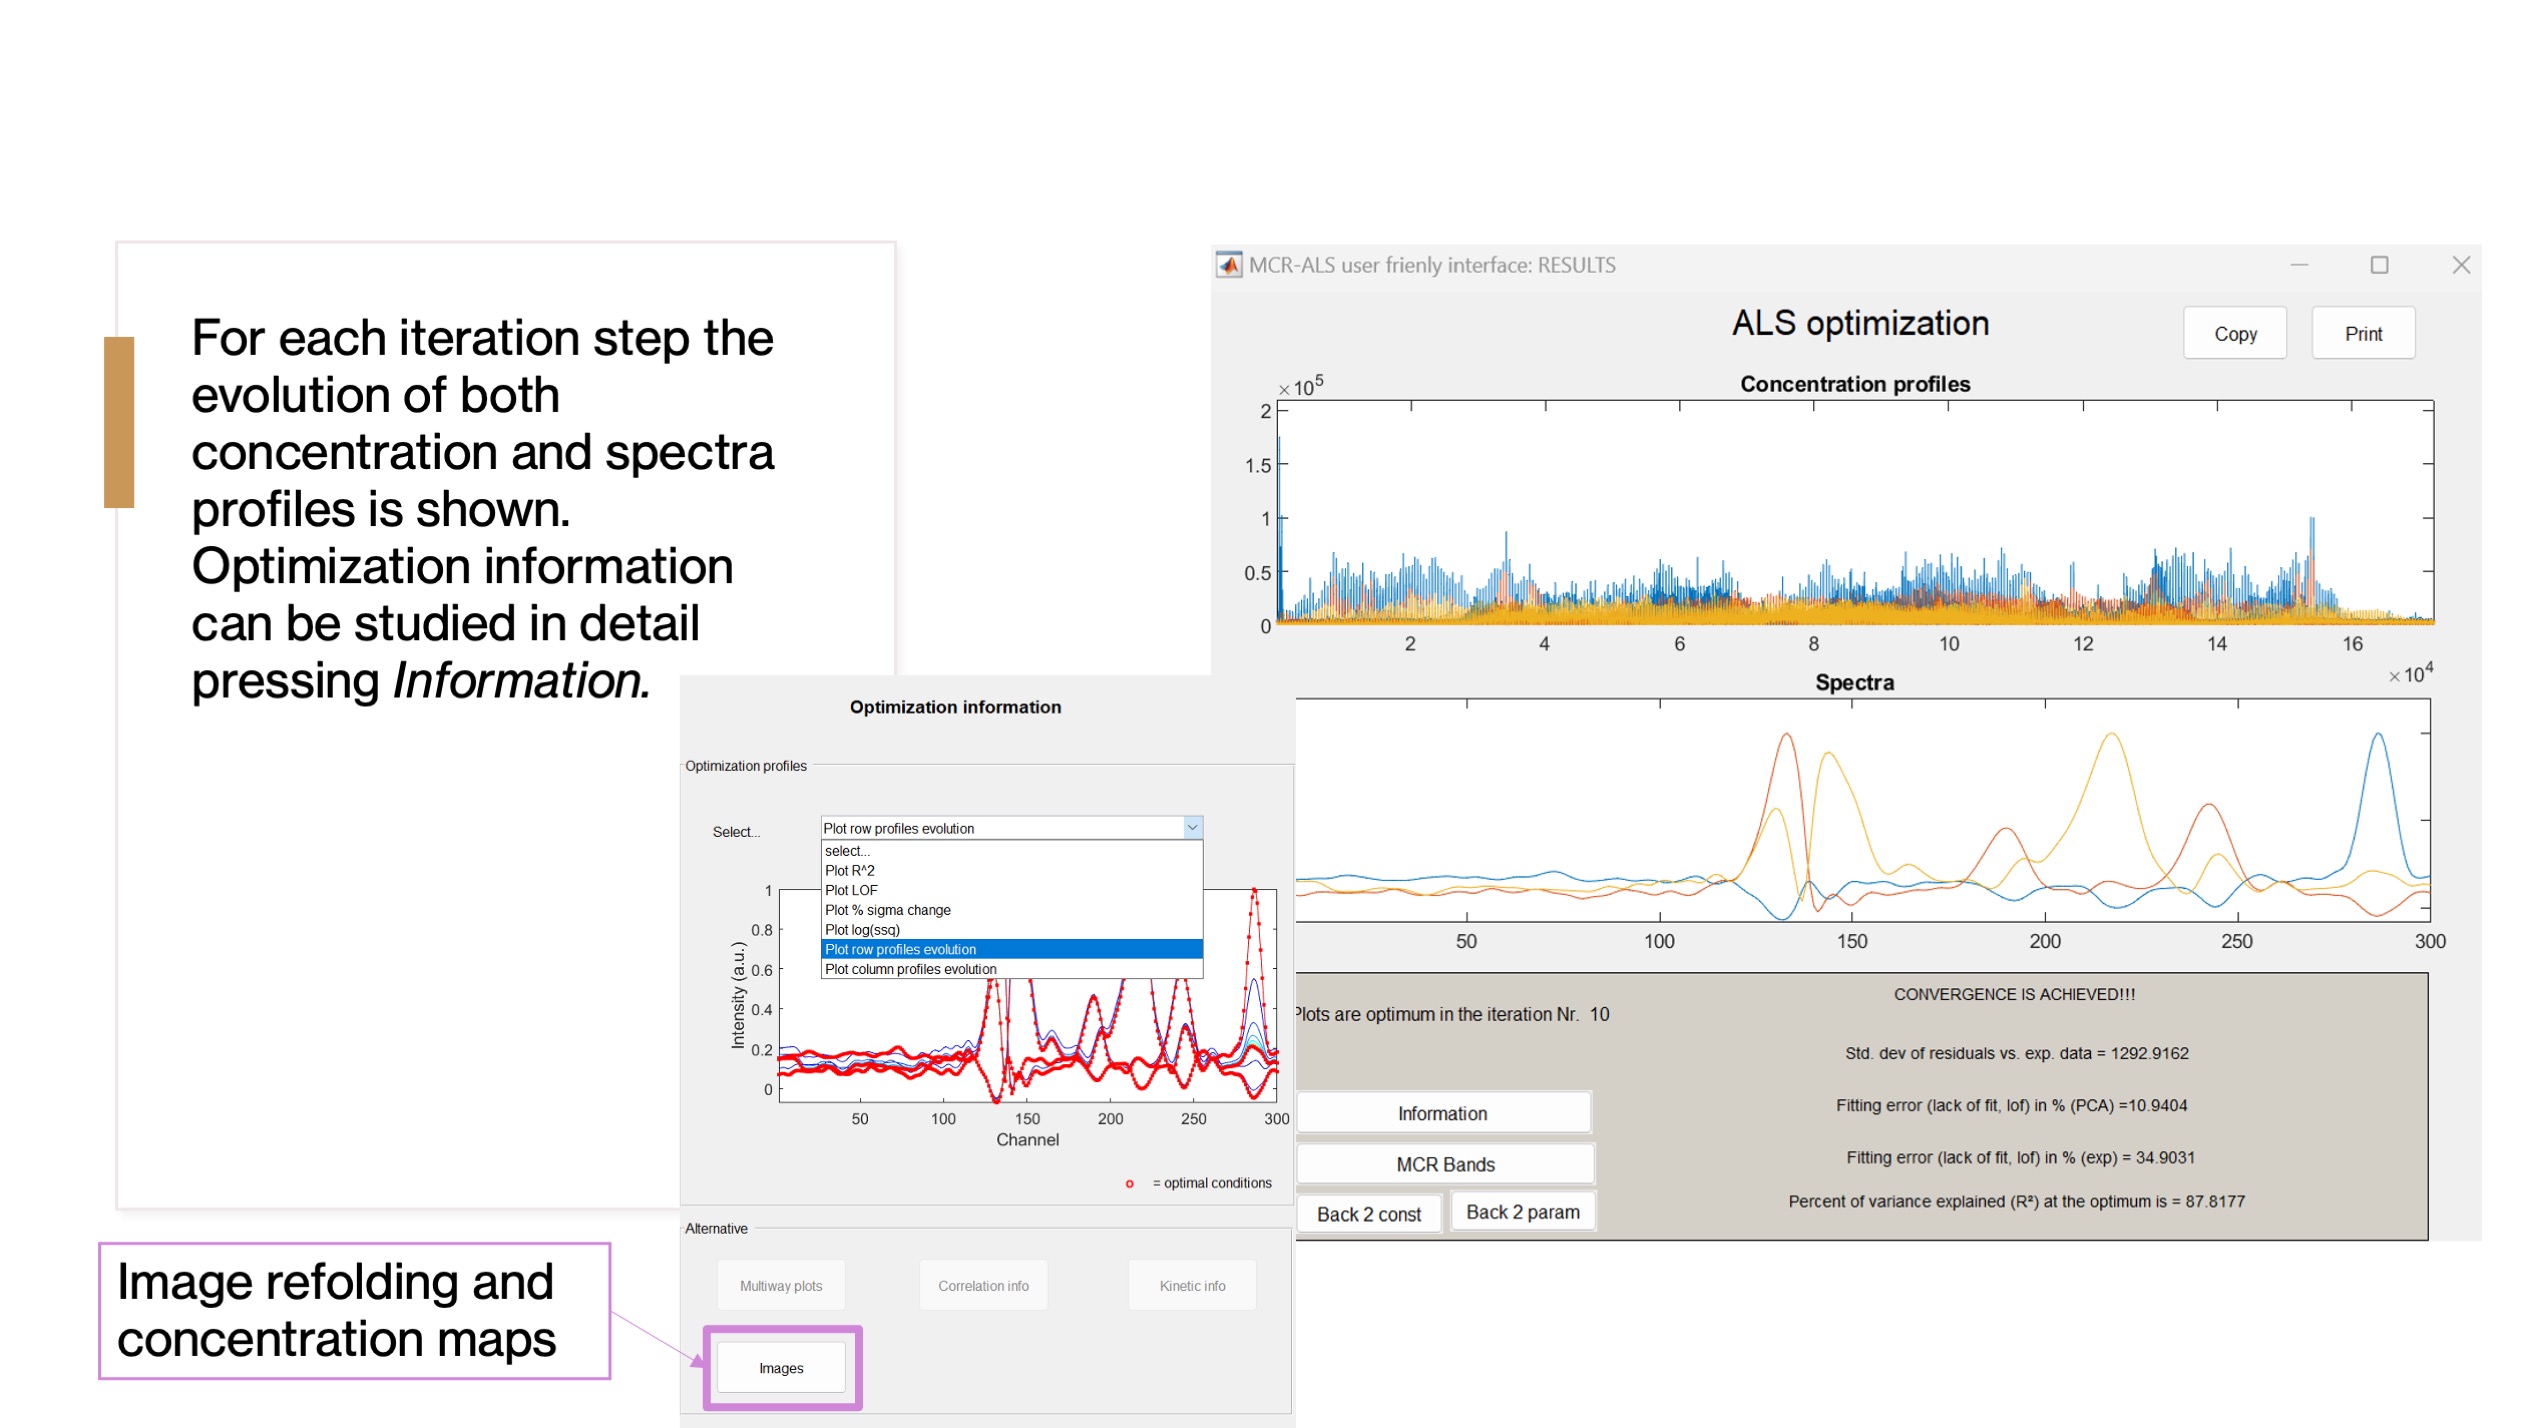 For each iteration step the
evolution of both
concentration and spectra
profiles is shown.
Optimization information
can be studied in detail
pressing Information.
MCR-ALS user frienly interface: RESULTS
ALS optimization
Copy
Print
Concentration profiles
×10⁵
2
1.5
1
0.5
0
2 4 6 8 10 12 14 16
×10⁴
Spectra
50 100 150 200 250 300
Plots are optimum in the iteration Nr. 10
CONVERGENCE IS ACHIEVED!!!
Std. dev of residuals vs. exp. data = 1292.9162
Fitting error (lack of fit, lof) in % (PCA) =10.9404
Fitting error (lack of fit, lof) in % (exp) = 34.9031
Percent of variance explained (R²) at the optimum is = 87.8177
Information
MCR Bands
Back 2 const
Back 2 param
Optimization information
Optimization profiles
Select...
Plot row profiles evolution
select...
Plot R^2
Plot LOF
Plot % sigma change
Plot log(ssq)
Plot row profiles evolution
Plot column profiles evolution
Intensity (a.u.)
1
0.8
0.6
0.4
0.2
0
50 100 150 200 250 300
Channel
o = optimal conditions
Alternative
Multiway plots
Correlation info
Kinetic info
Images
Image refolding and
concentration maps